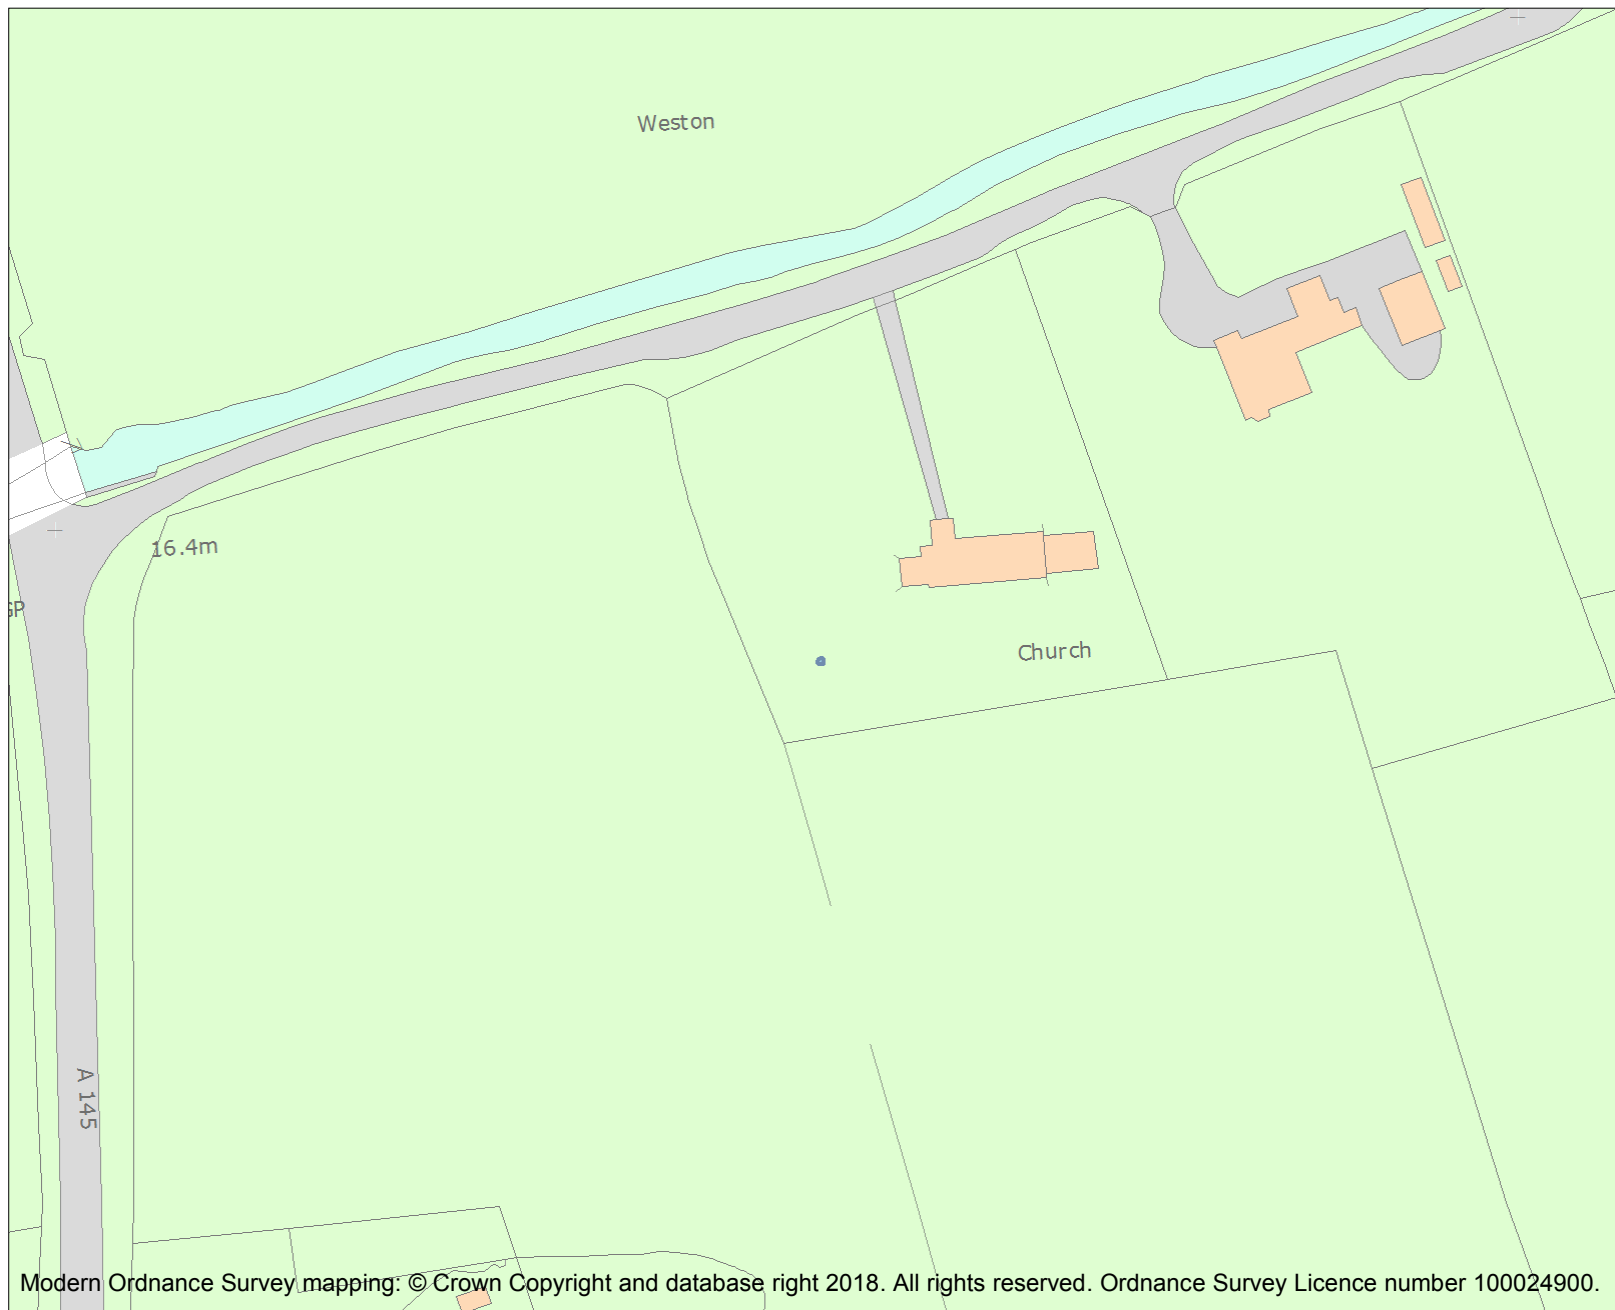 Weston
16.4m
GP
Church
A 145
Modern Ordnance Survey mapping: © Crown Copyright and database right 2018. All rights reserved. Ordnance Survey Licence number 100024900.